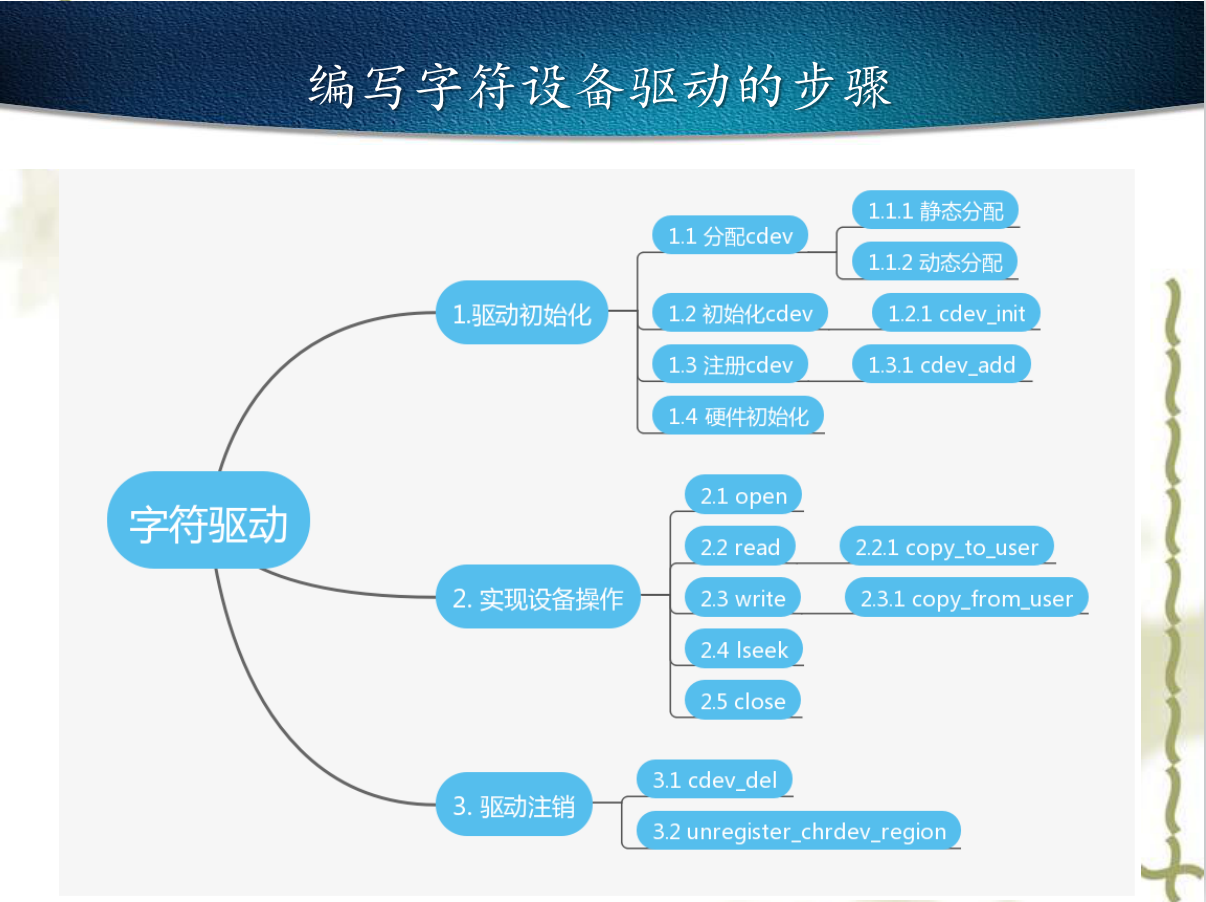 编写字符设备驱动的步骤
字符驱动
1.驱动初始化
1.1 分配cdev
1.1.1 静态分配
1.1.2 动态分配
1.2 初始化cdev
1.2.1 cdev_init
1.3 注册cdev
1.3.1 cdev_add
1.4 硬件初始化
2. 实现设备操作
2.1 open
2.2 read
2.2.1 copy_to_user
2.3 write
2.3.1 copy_from_user
2.4 lseek
2.5 close
3. 驱动注销
3.1 cdev_del
3.2 unregister_chrdev_region